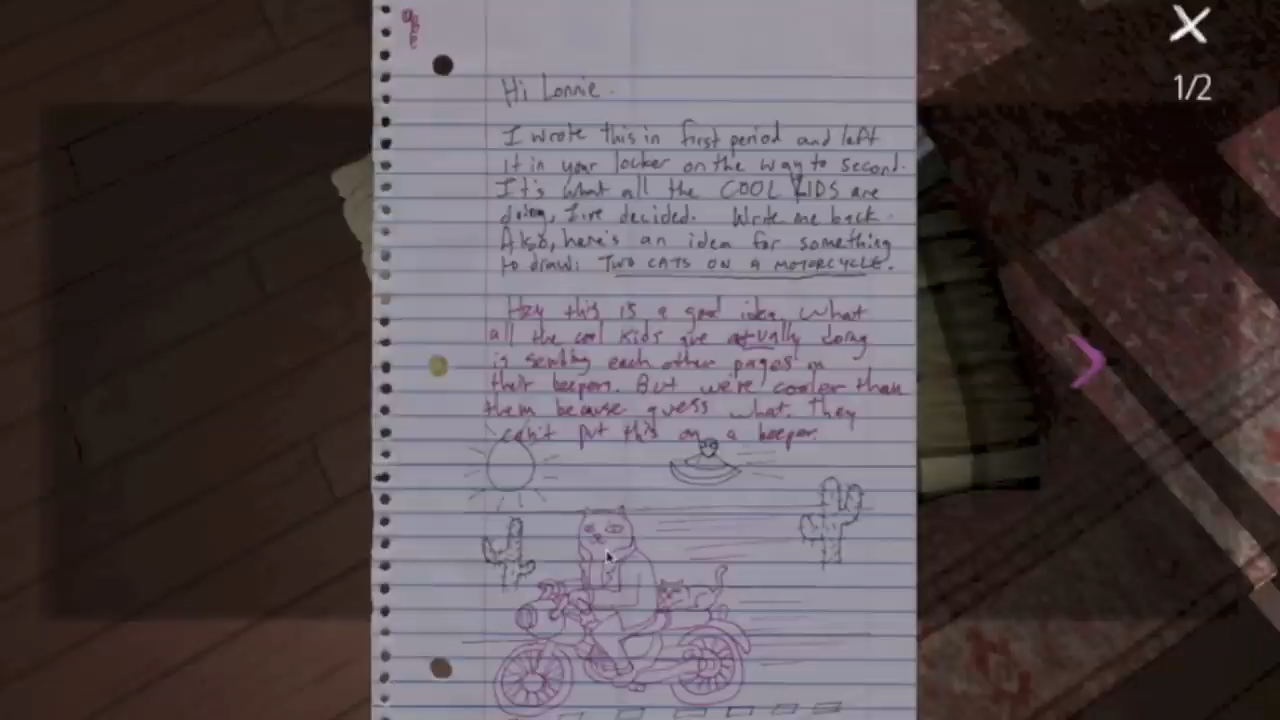 1/2
Hi Lonnie.
I wrote this in first period and left
it in your locker on the way to second.
It's what all the COOL KIDS are
doing, I've decided. Write me back.
Also, here's an idea for something
to draw: TWO CATS ON A MOTORCYCLE.
Hey this is a good idea. What
all the cool kids are actually doing
is sending each other pages on
their beepers. But we're cooler than
them because guess what. They
can't put this on a beeper.